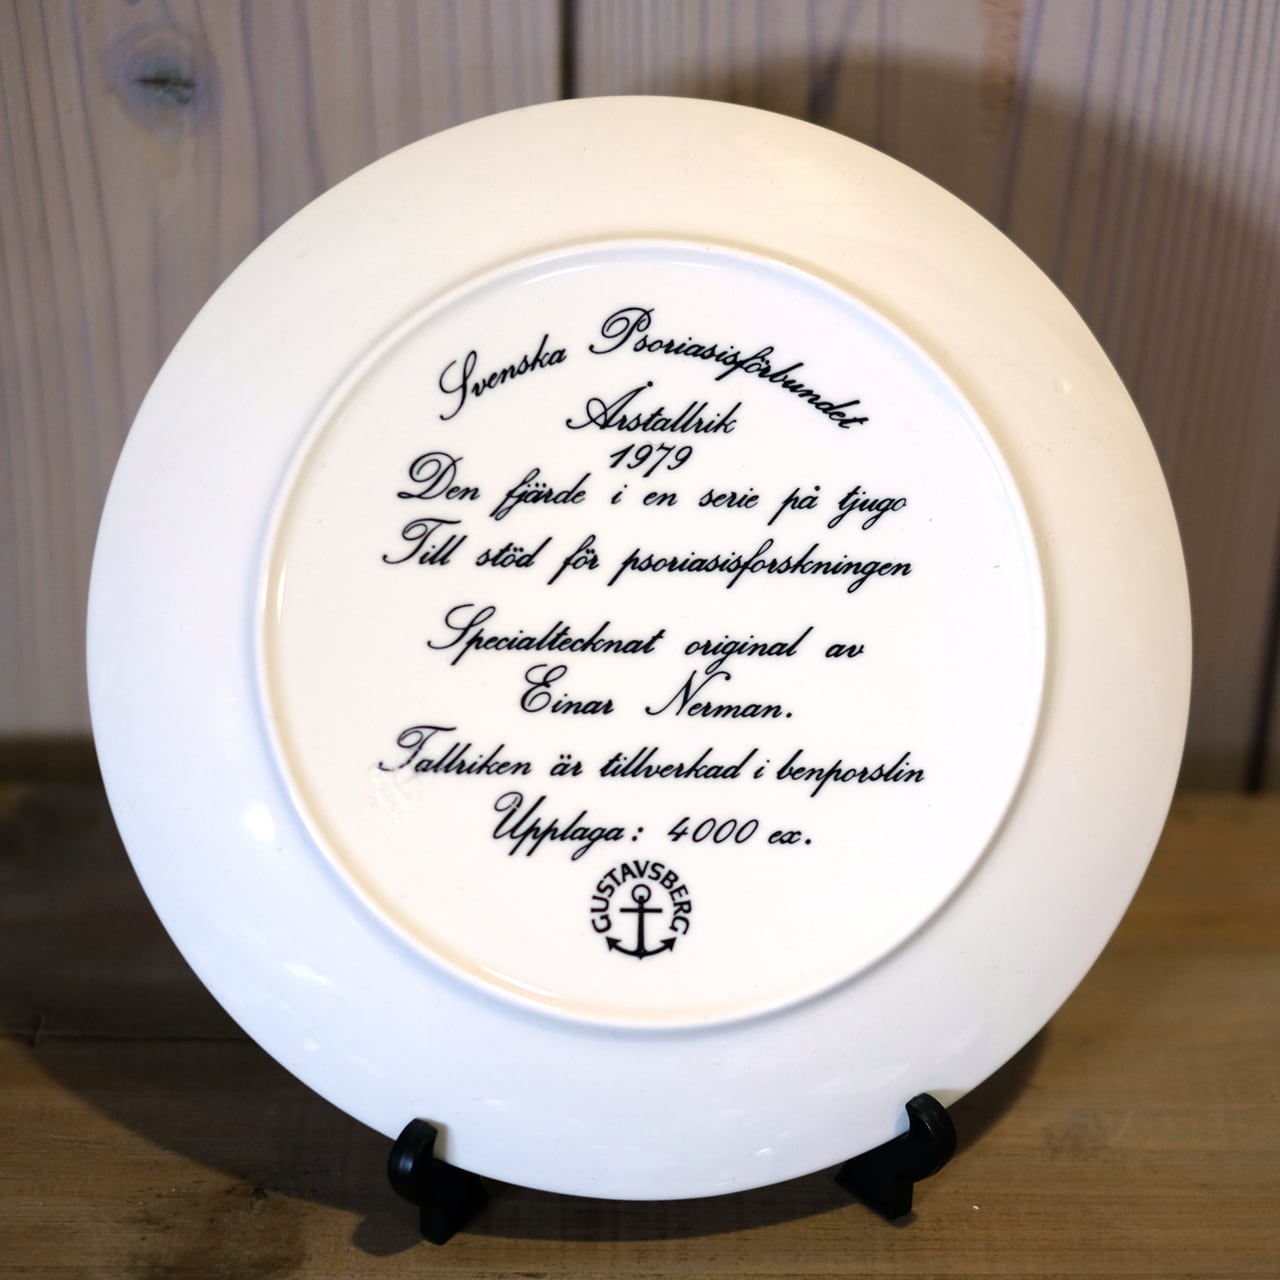 Svenska Psoriasisförbundet
Årstallrik
1979
Den fjärde i en serie på tjugo
Till stöd för psoriasisforskningen
Specialtecknat original av
Einar Nerman.
Tallriken är tillverkad i benporslin
Upplaga: 4000 ex.
GUSTAVSBERG